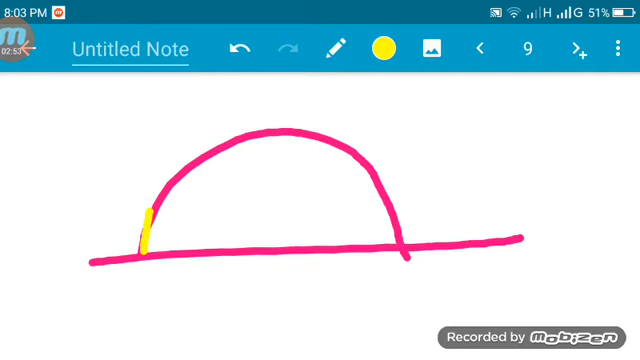 8:03 PM H G 51%
02:53
Untitled Note 9
Recorded by mobizen